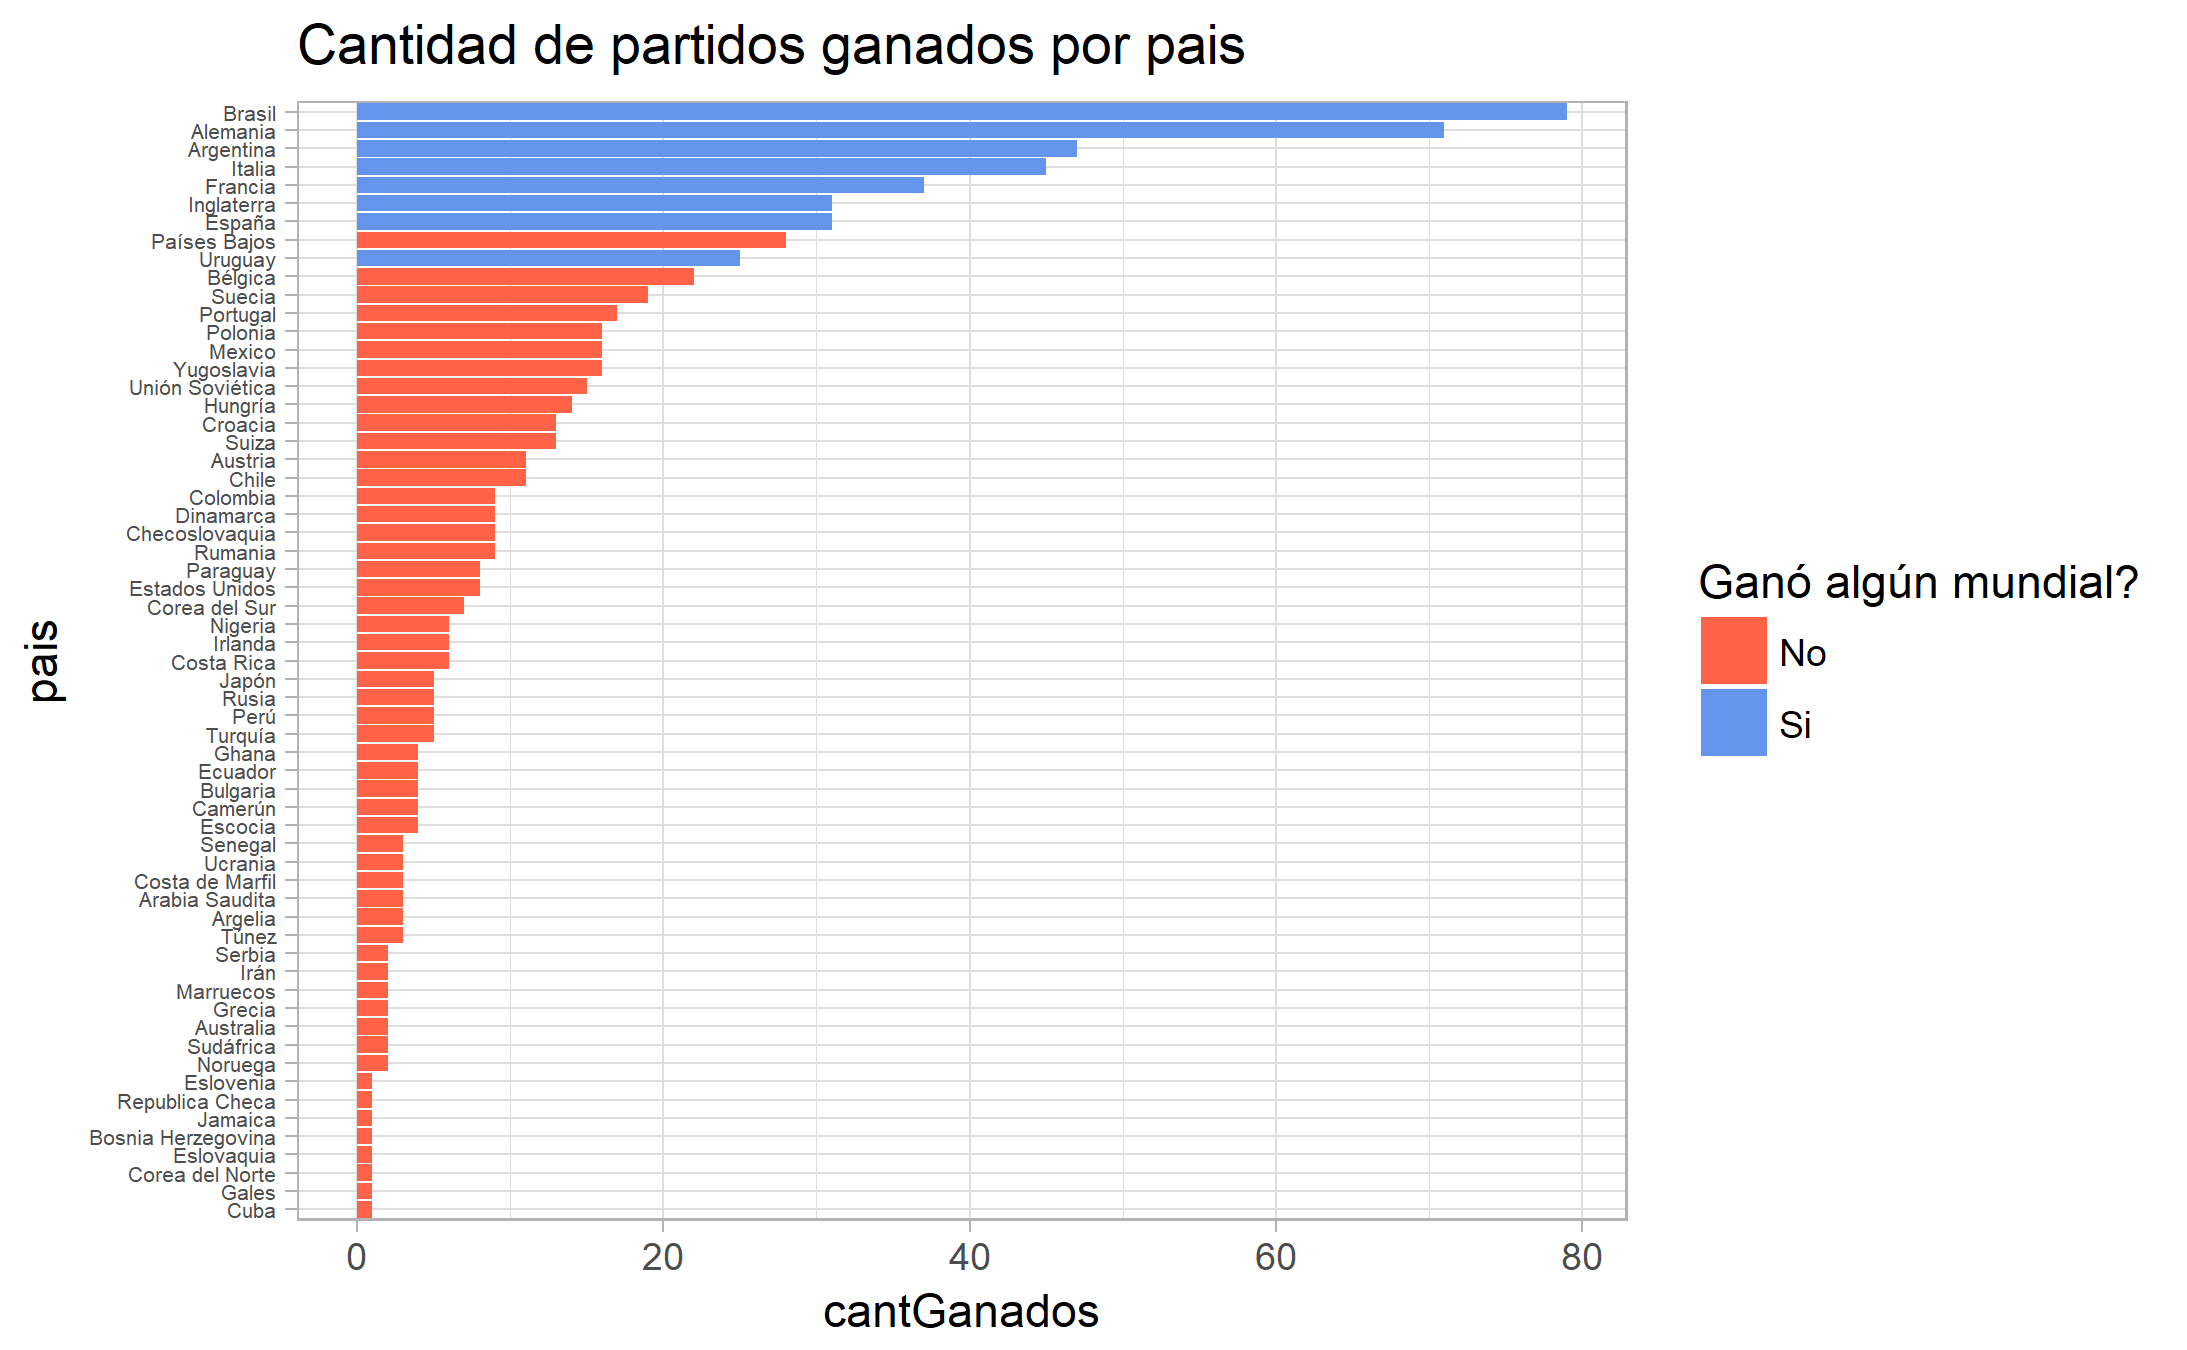 Cantidad de partidos ganados por pais
Brasil
Alemania
Argentina
Italia
Francia
Inglaterra
España
Países Bajos
Uruguay
Bélgica
Suecia
Portugal
Polonia
Mexico
Yugoslavia
Unión Soviética
Hungría
Croacia
Suiza
Austria
Chile
Colombia
Dinamarca
Checoslovaquia
Rumania
Paraguay
Estados Unidos
Corea del Sur
Nigeria
Irlanda
Costa Rica
Japón
Rusia
Perú
Turquía
Ghana
Ecuador
Bulgaria
Camerún
Escocia
Senegal
Ucrania
Costa de Marfil
Arabia Saudita
Argelia
Túnez
Serbia
Irán
Marruecos
Grecia
Australia
Sudáfrica
Noruega
Eslovenia
Republica Checa
Jamaica
Bosnia Herzegovina
Eslovaquia
Corea del Norte
Gales
Cuba
pais
0 20 40 60 80
cantGanados
Ganó algún mundial?
No
Si